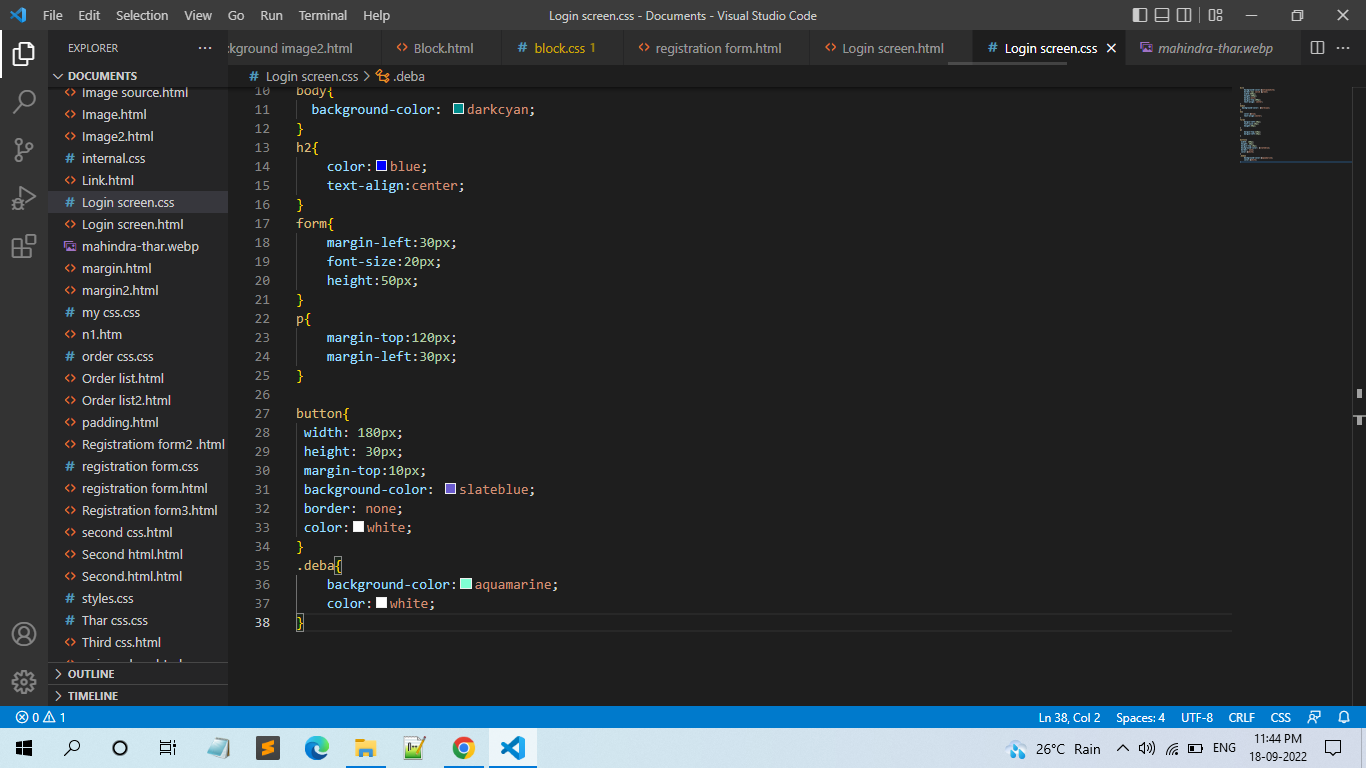 File Edit Selection View Go Run Terminal Help
Login screen.css - Documents - Visual Studio Code
EXPLORER
kground image2.html
Block.html
block.css 1
registration form.html
Login screen.html
Login screen.css
mahindra-thar.webp
DOCUMENTS
Login screen.css > .deba
Image source.html
Image.html
Image2.html
internal.css
Link.html
Login screen.css
Login screen.html
mahindra-thar.webp
margin.html
margin2.html
my css.css
n1.htm
order css.css
Order list.html
Order list2.html
padding.html
Registratiom form2 .html
registration form.css
registration form.html
Registration form3.html
second css.html
Second html.html
Second.html.html
styles.css
Thar css.css
Third css.html
OUTLINE
TIMELINE
10 body{
11 background-color: darkcyan;
12 }
13 h2{
14 color:blue;
15 text-align:center;
16 }
17 form{
18 margin-left:30px;
19 font-size:20px;
20 height:50px;
21 }
22 p{
23 margin-top:120px;
24 margin-left:30px;
25 }
26
27 button{
28 width: 180px;
29 height: 30px;
30 margin-top:10px;
31 background-color: slateblue;
32 border: none;
33 color:white;
34 }
35 .deba{
36 background-color:aquamarine;
37 color:white;
38 }
0 1
Ln 38, Col 2 Spaces: 4 UTF-8 CRLF CSS
26°C Rain
ENG
11:44 PM
18-09-2022